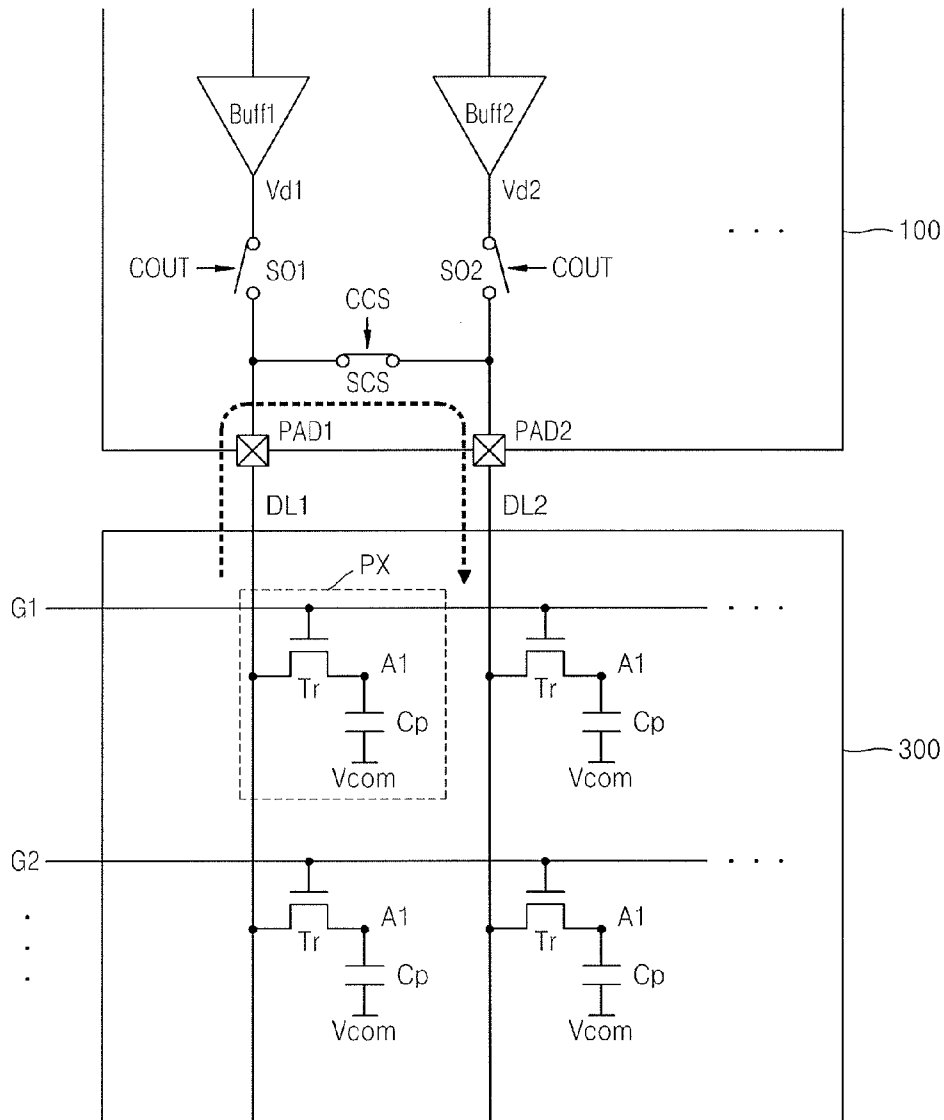 Buff1 Buff2
Vd1 Vd2
. . . 100
COUT SO1 SO2 COUT
CCS
SCS
PAD1 PAD2
DL1 DL2
PX
G1 . . .
A1 A1
Tr Tr
Cp Cp
300
Vcom Vcom
G2 . . .
A1 A1
Tr Tr
Cp Cp
Vcom Vcom